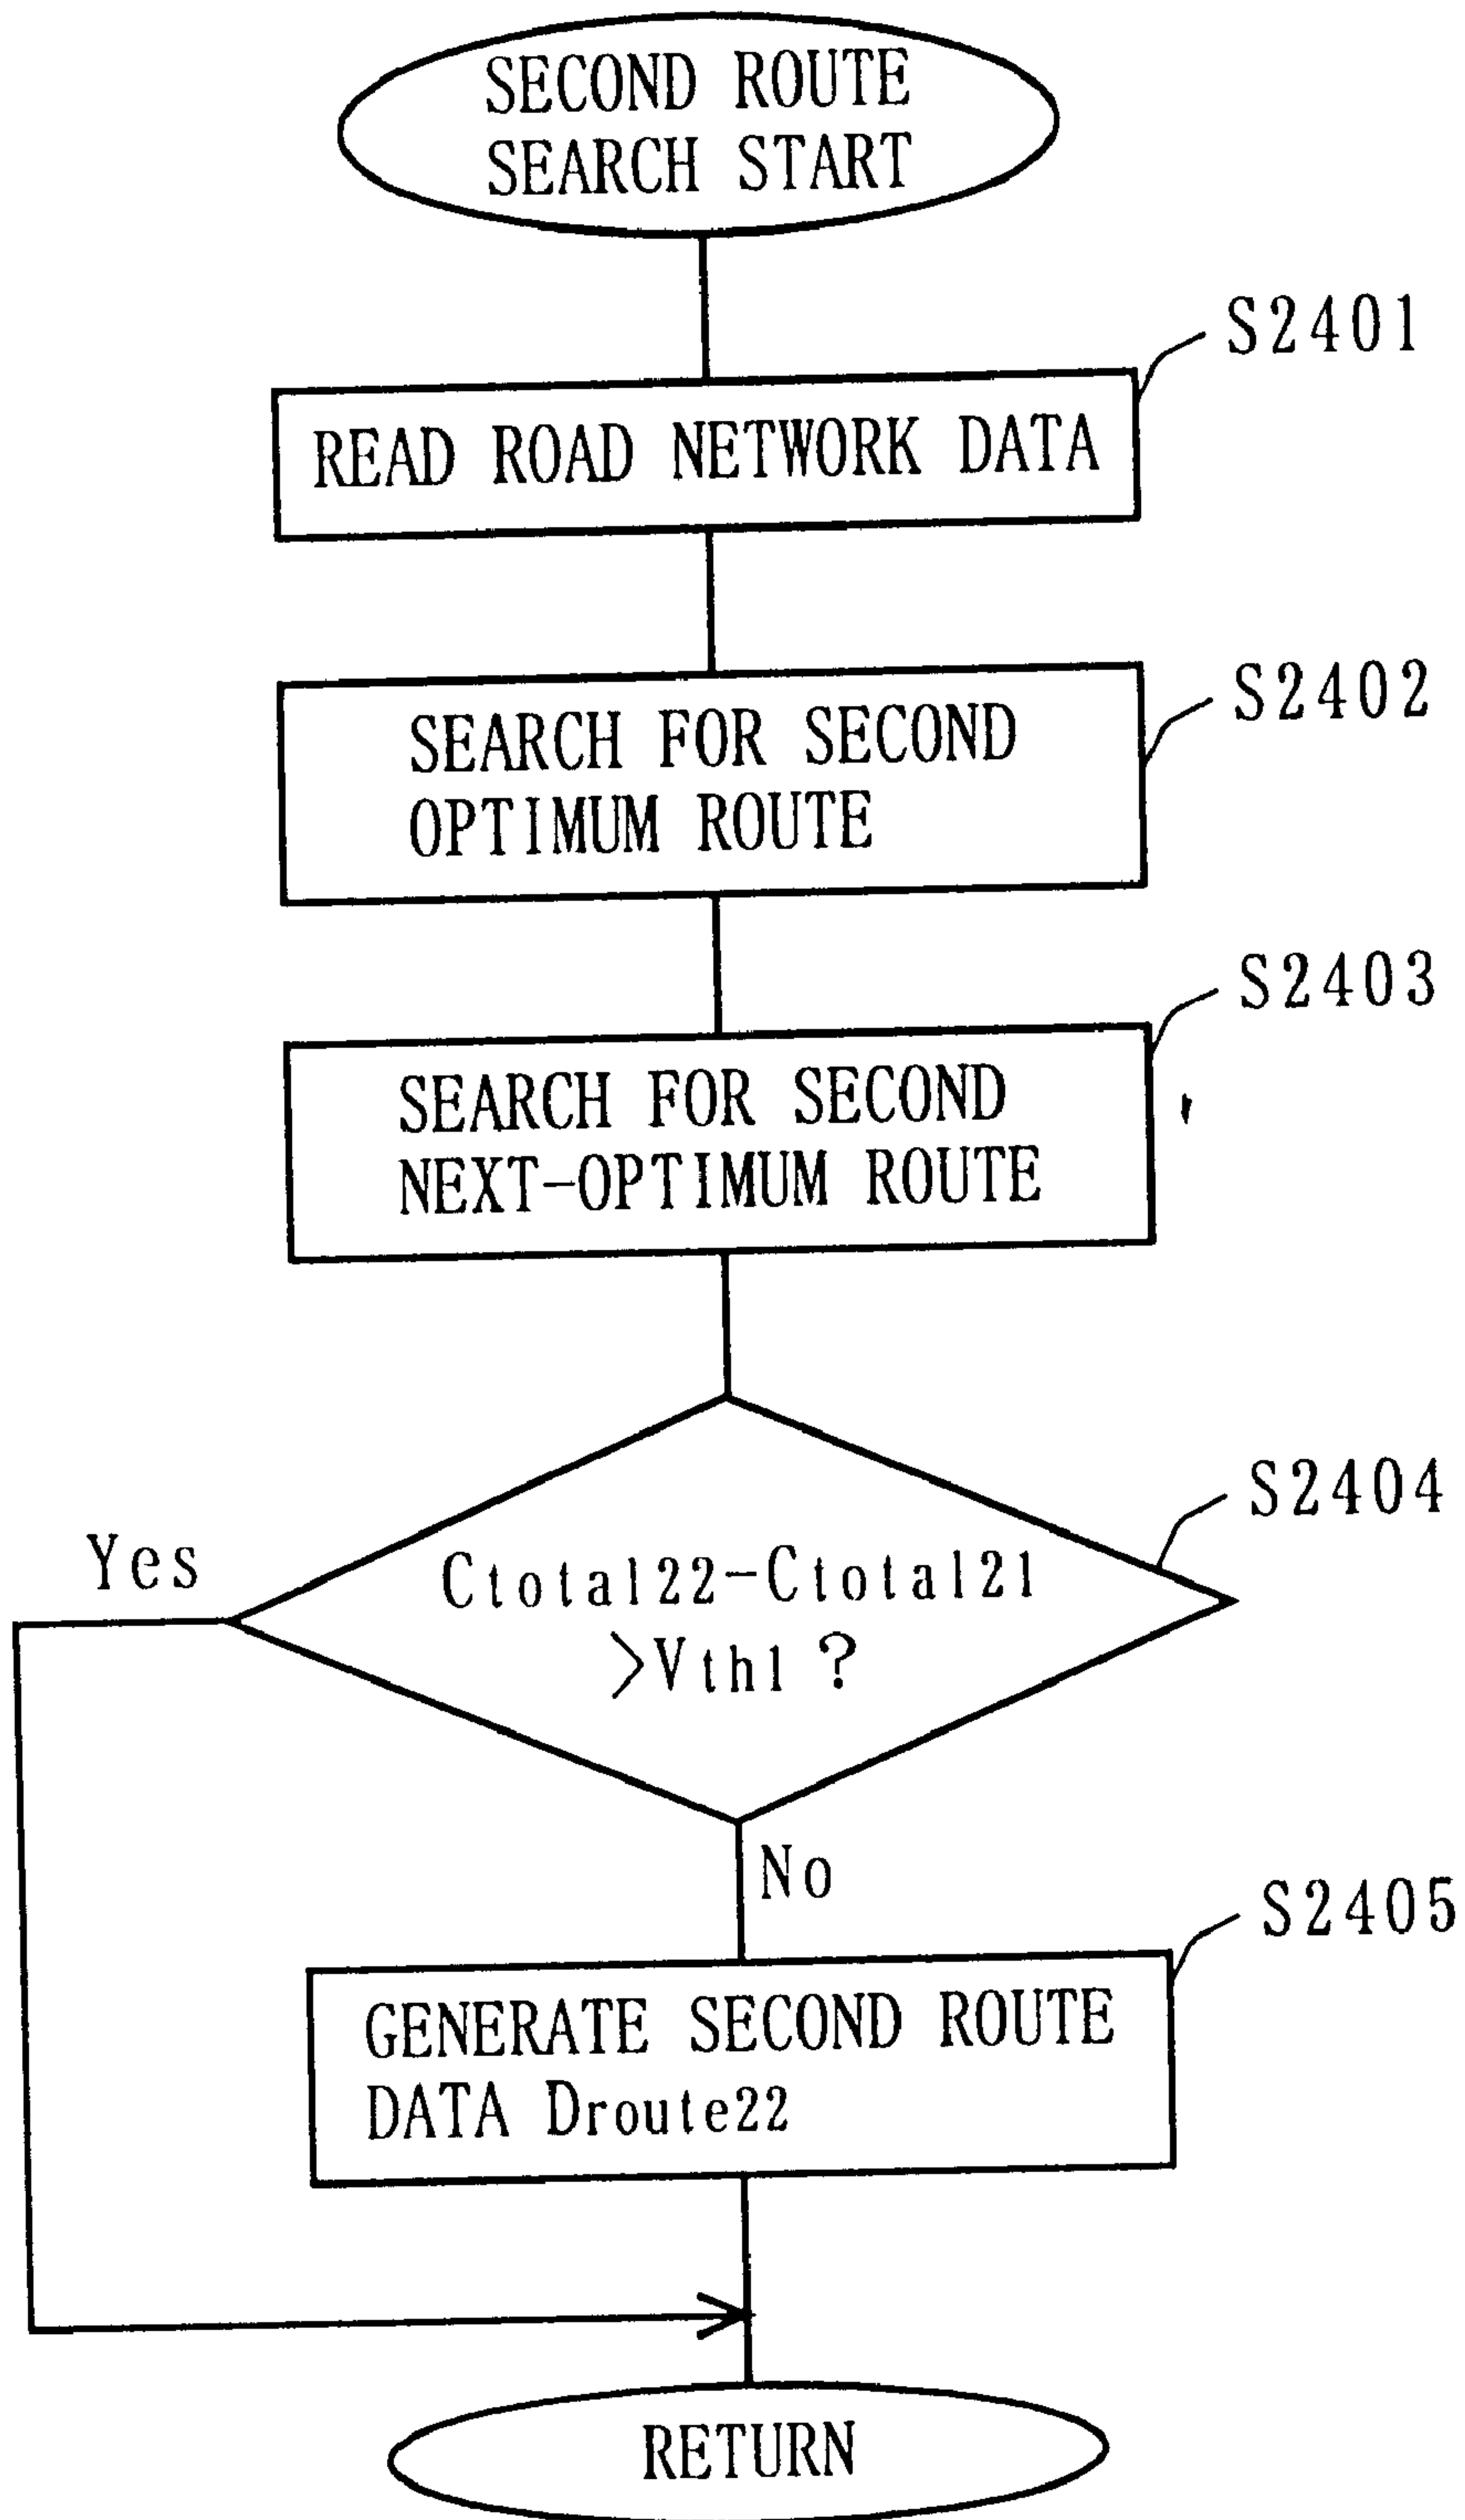 SECOND ROUTE
SEARCH START
S2401
READ ROAD NETWORK DATA
S2402
SEARCH FOR SECOND
OPTIMUM ROUTE
S2403
SEARCH FOR SECOND
NEXT-OPTIMUM ROUTE
S2404
Yes
Ctotal22-Ctotal21
>Vth1 ?
No
S2405
GENERATE SECOND ROUTE
DATA Droute22
RETURN